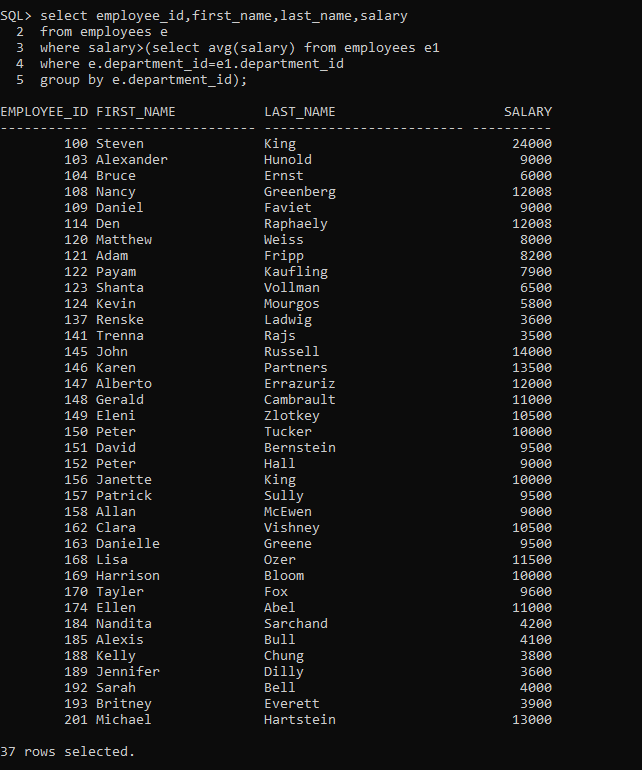 SQL> select employee_id,first_name,last_name,salary
  2  from employees e
  3  where salary>(select avg(salary) from employees e1
  4  where e.department_id=e1.department_id
  5  group by e.department_id);
EMPLOYEE_ID FIRST_NAME           LAST_NAME                     SALARY
----------- -------------------- ------------------------- ----------
        100 Steven               King                           24000
        103 Alexander            Hunold                          9000
        104 Bruce                Ernst                           6000
        108 Nancy                Greenberg                      12008
        109 Daniel               Faviet                          9000
        114 Den                  Raphaely                       12008
        120 Matthew              Weiss                           8000
        121 Adam                 Fripp                           8200
        122 Payam                Kaufling                        7900
        123 Shanta               Vollman                         6500
        124 Kevin                Mourgos                         5800
        137 Renske               Ladwig                          3600
        141 Trenna               Rajs                            3500
        145 John                 Russell                        14000
        146 Karen                Partners                       13500
        147 Alberto              Errazuriz                      12000
        148 Gerald               Cambrault                      11000
        149 Eleni                Zlotkey                        10500
        150 Peter                Tucker                         10000
        151 David                Bernstein                       9500
        152 Peter                Hall                            9000
        156 Janette              King                           10000
        157 Patrick              Sully                           9500
        158 Allan                McEwen                          9000
        162 Clara                Vishney                        10500
        163 Danielle             Greene                          9500
        168 Lisa                 Ozer                           11500
        169 Harrison             Bloom                          10000
        170 Tayler               Fox                             9600
        174 Ellen                Abel                           11000
        184 Nandita              Sarchand                        4200
        185 Alexis               Bull                            4100
        188 Kelly                Chung                           3800
        189 Jennifer             Dilly                           3600
        192 Sarah                Bell                            4000
        193 Britney              Everett                         3900
        201 Michael              Hartstein                      13000
37 rows selected.